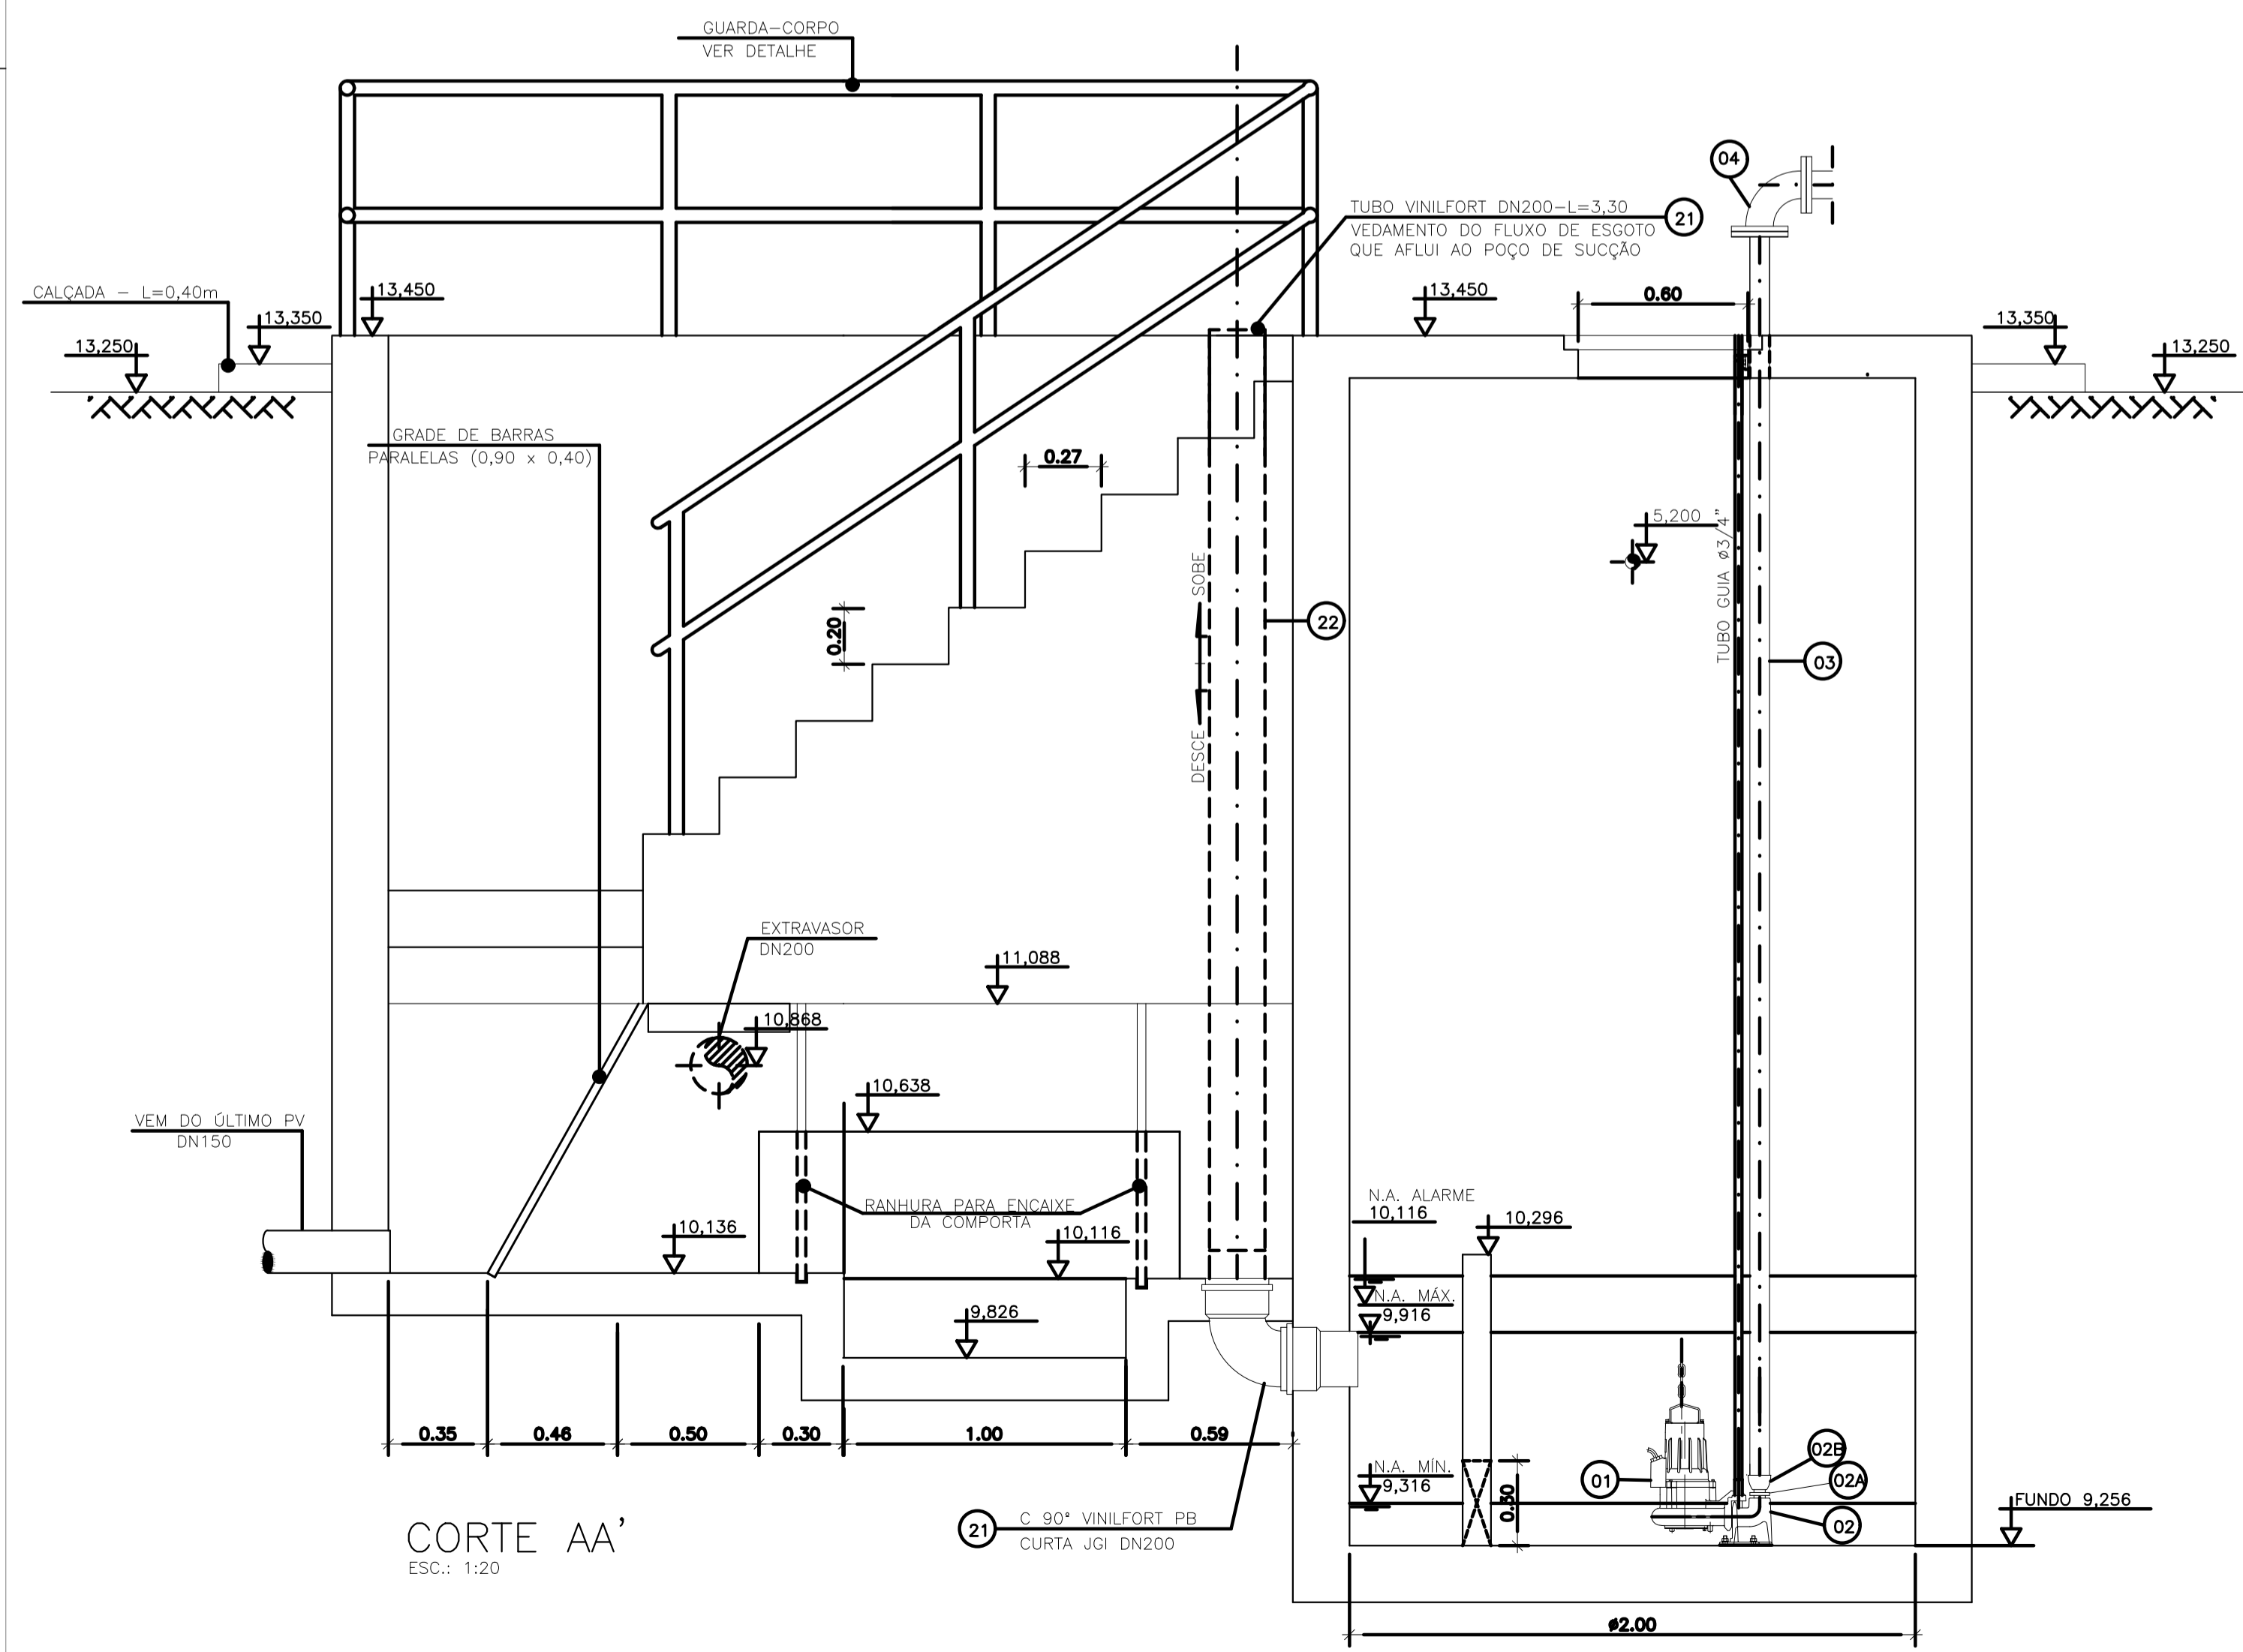 GUARDA-CORPO
VER DETALHE
04
TUBO VINILFORT DN200-L=3,30
VEDAMENTO DO FLUXO DE ESGOTO
QUE AFLUI AO POÇO DE SUCÇÃO
21
CALÇADA - L=0,40m
13,450
13,350
13,250
13,450
0.60
13,350
13,250
GRADE DE BARRAS
PARALELAS (0,90 x 0,40)
0.27
5,200
TUBO GUIA ø3/4"
SOBE
DESCE
0.20
22
03
EXTRAVASOR
DN200
11,088
10,868
10,638
VEM DO ÚLTIMO PV
DN150
RANHURA PARA ENCAIXE
DA COMPORTA
10,136
10,116
9,826
N.A. ALARME
10,116
10,296
N.A. MÁX.
9,916
0.35
0.46
0.50
0.30
1.00
0.59
N.A. MÍN.
9,316
0.30
01
02B
02A
02
FUNDO 9,256
CORTE AA'
ESC.: 1:20
21
C 90° VINILFORT PB
CURTA JGI DN200
ø2.00